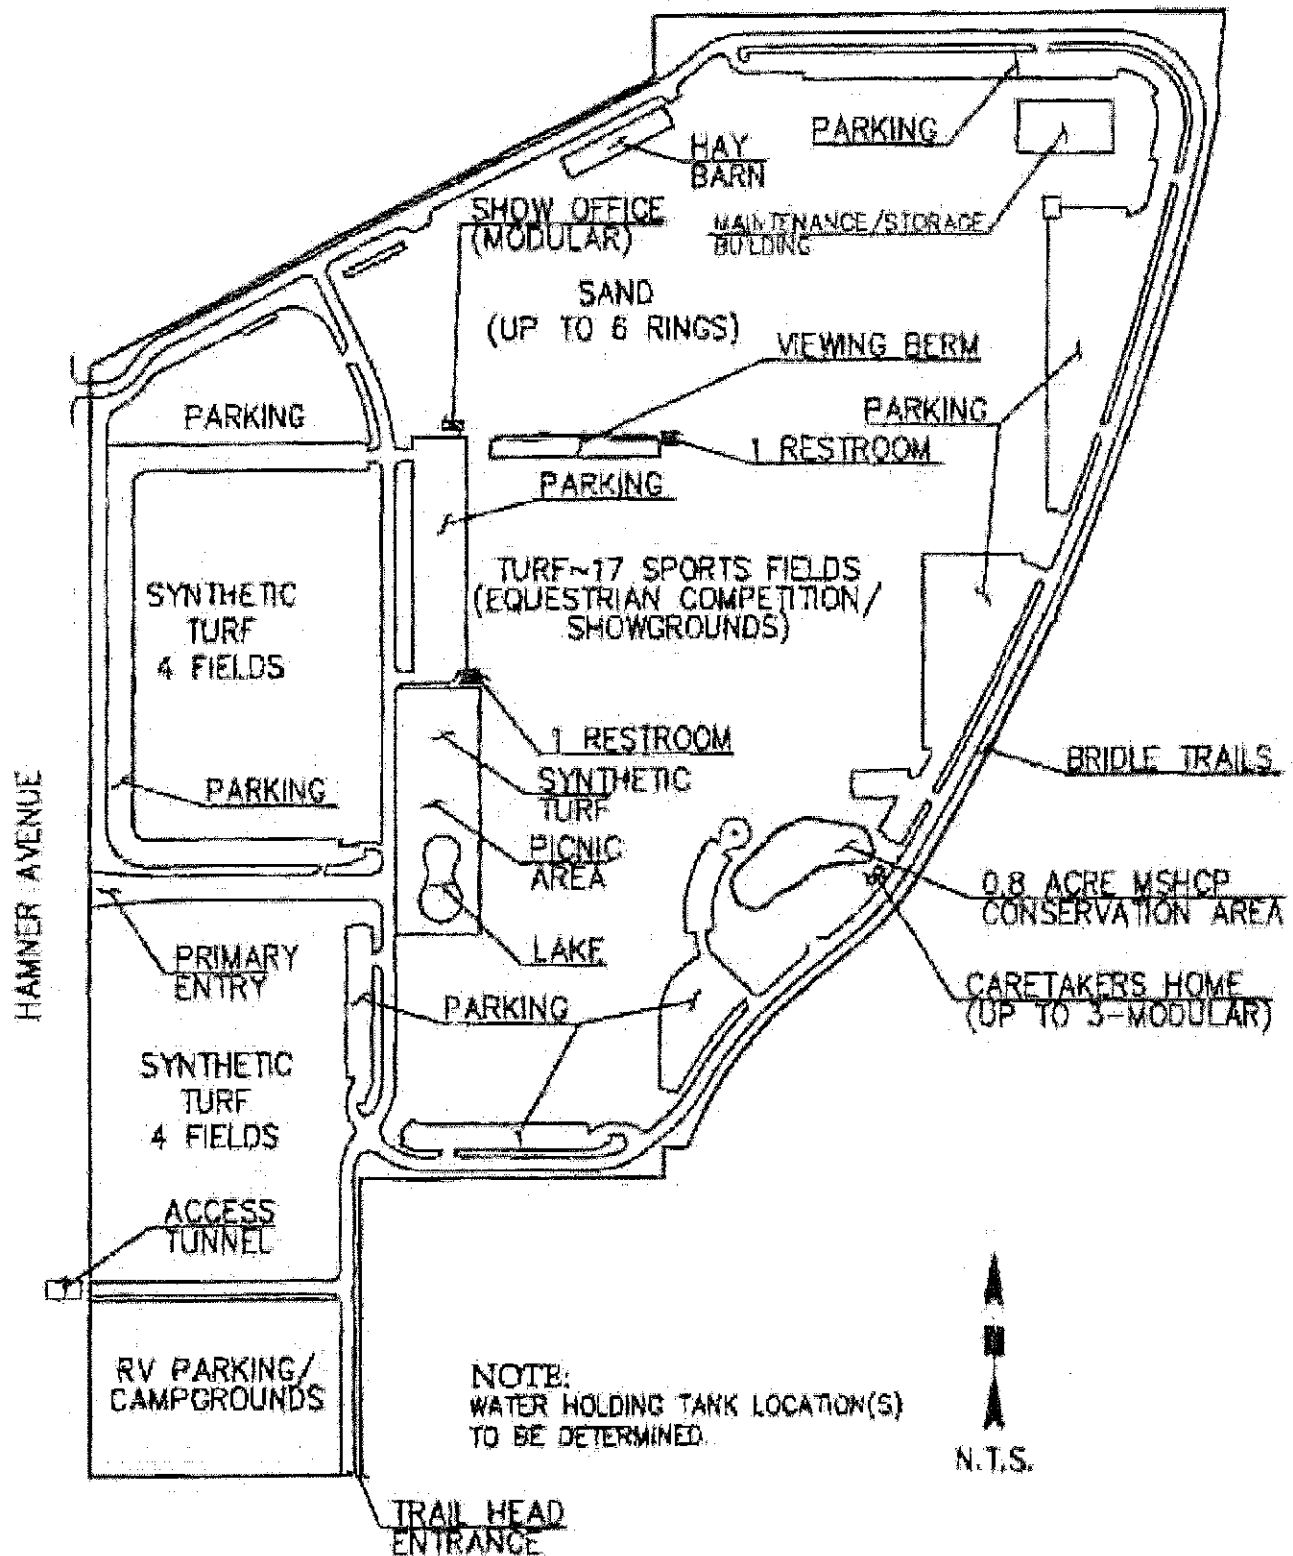 PARKING
HAY
BARN
SHOW OFFICE
(MODULAR)
MAINTENANCE/STORAGE
BUILDING
SAND
(UP TO 6 RINGS)
VIEWING BERM
PARKING
PARKING
1 RESTROOM
PARKING
TURF~17 SPORTS FIELDS
(EQUESTRIAN COMPETITION/
SHOWGROUNDS)
SYNTHETIC
TURF
4 FIELDS
1 RESTROOM
BRIDLE TRAILS
SYNTHETIC
TURF
PARKING
HAMNER AVENUE
PICNIC
AREA
0.8 ACRE MSHCP
CONSERVATION AREA
LAKE
PRIMARY
ENTRY
CARETAKERS HOME
(UP TO 3-MODULAR)
PARKING
SYNTHETIC
TURF
4 FIELDS
ACCESS
TUNNEL
RV PARKING/
CAMPGROUNDS
NOTE:
WATER HOLDING TANK LOCATION(S)
TO BE DETERMINED.
N
N.T.S.
TRAIL HEAD
ENTRANCE